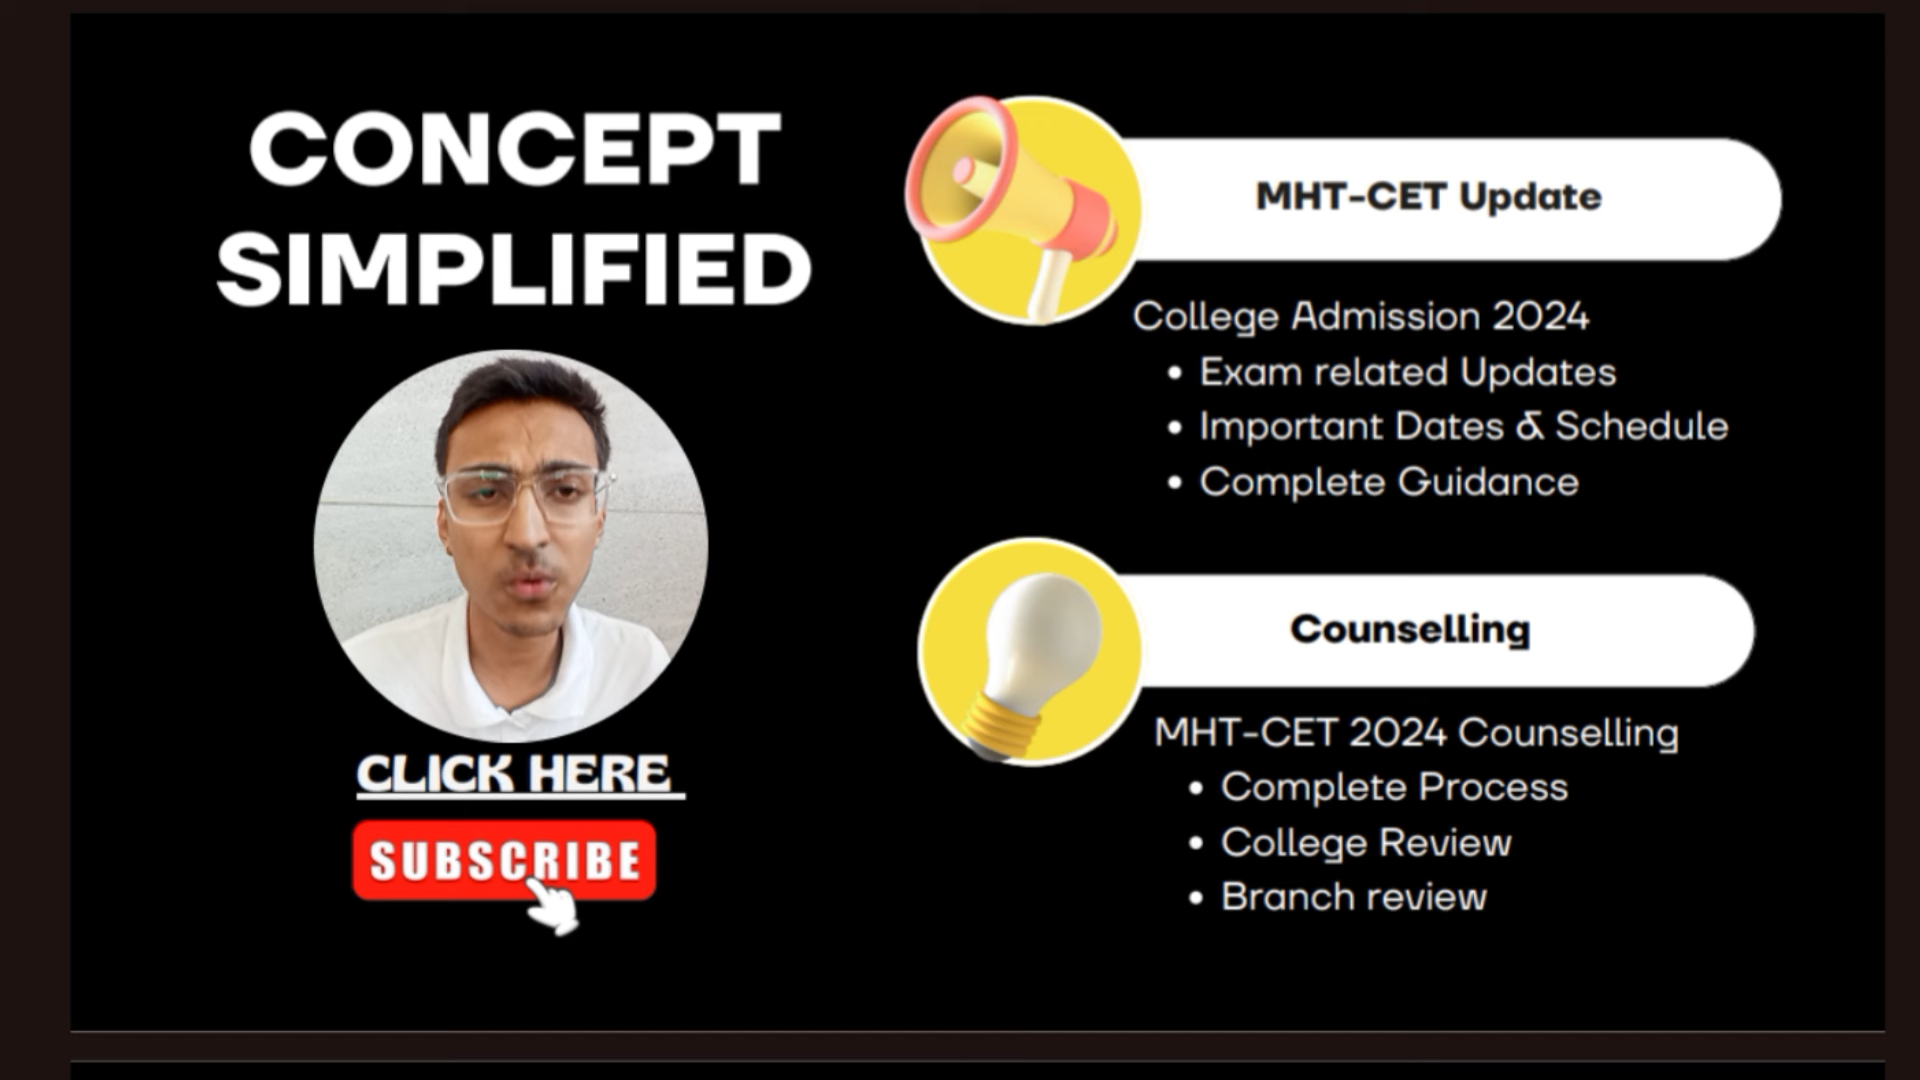 CONCEPT
SIMPLIFIED
CLICK HERE
SUBSCRIBE
MHT-CET Update
College Admission 2024
• Exam related Updates
• Important Dates & Schedule
• Complete Guidance
Counselling
MHT-CET 2024 Counselling
• Complete Process
• College Review
• Branch review